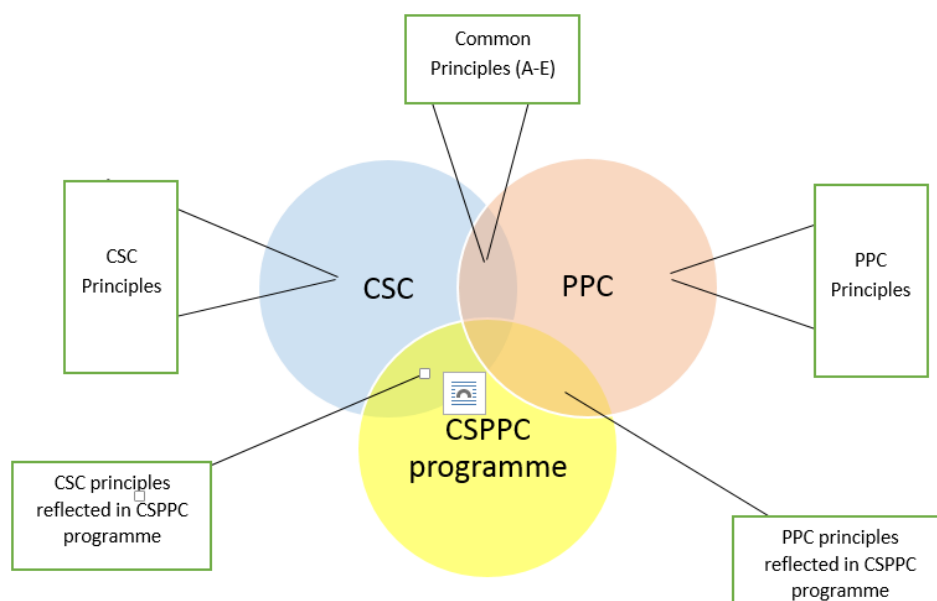 Common
Principles (A-E)
CSC
Principles
CSC
PPC
PPC
Principles
CSPPC
programme
CSC principles
reflected in CSPPC
programme
PPC principles
reflected in CSPPC
programme